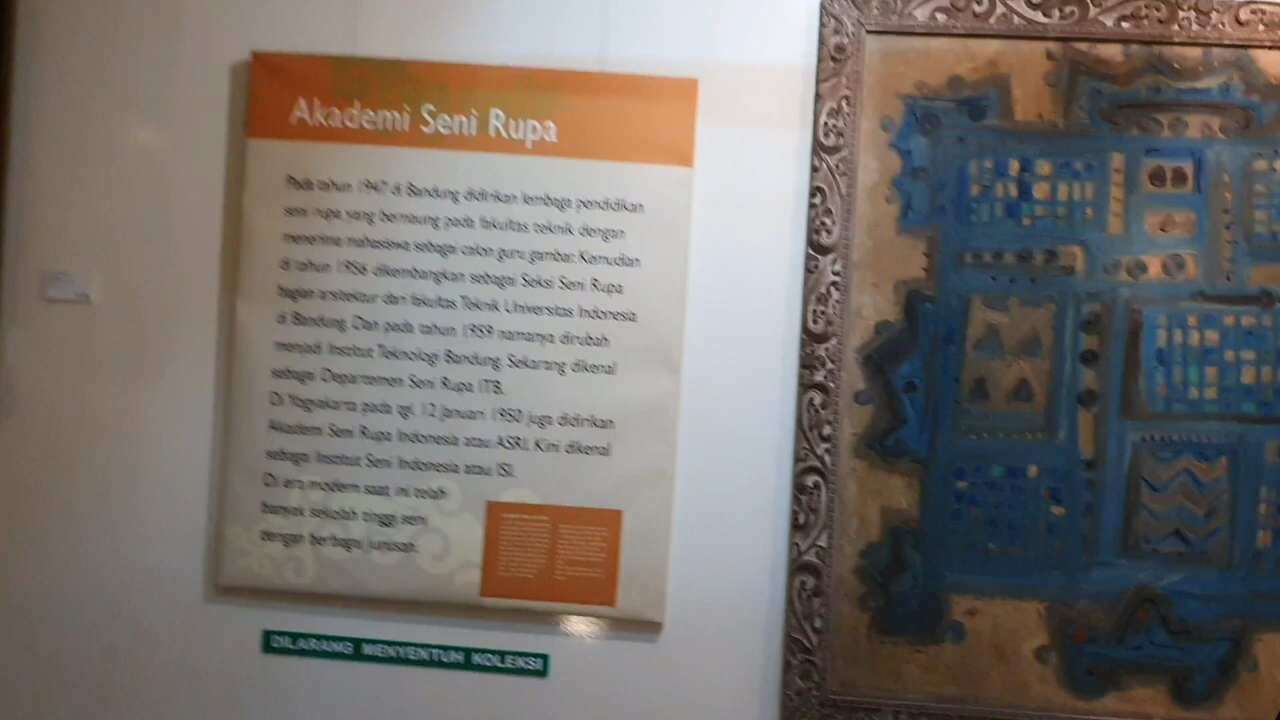 Akademi Seni Rupa
Pada tahun 1947 di Bandung didirikan lembaga pendidikan
seni rupa yang bernaung pada fakultas teknik dengan
menerima mahasiswa sebagai calon guru gambar. Kemudian
di tahun 1956 dikembangkan sebagai Seksi Seni Rupa
bagian arsitektur dari fakultas Teknik Universitas Indonesia
di Bandung. Dan pada tahun 1959 namanya dirubah
menjadi Institut Teknologi Bandung. Sekarang dikenal
sebagai Departemen Seni Rupa ITB.
Di Yogyakarta pada tgl. 12 Januari 1950 juga didirikan
Akademi Seni Rupa Indonesia atau ASRI. Kini dikenal
sebagai Institut Seni Indonesia atau ISI.
Di era modern saat ini telah
banyak sekolah tinggi seni
dengan berbagai jurusan.
DILARANG MENYENTUH KOLEKSI